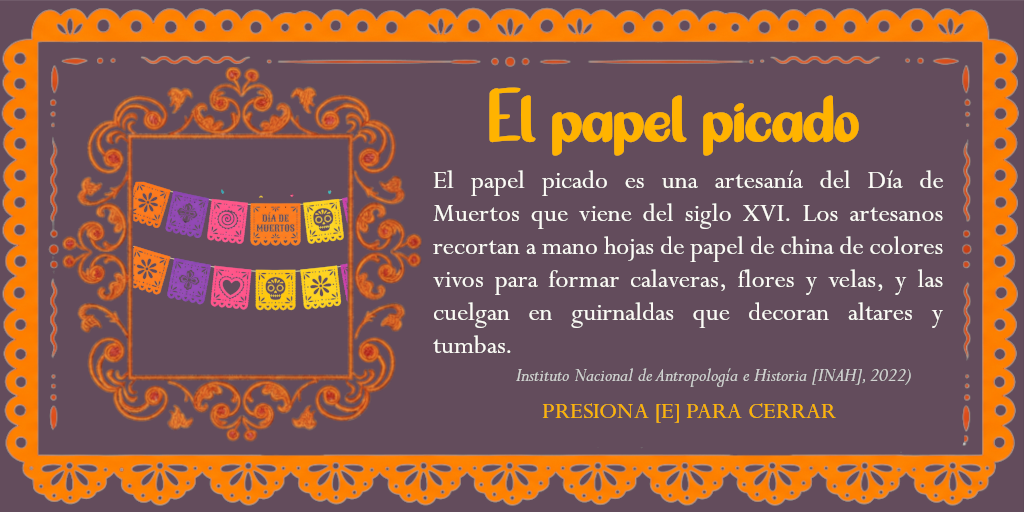 El papel picado
DÍA DE
MUERTOS
El papel picado es una artesanía del Día de
Muertos que viene del siglo XVI. Los artesanos
recortan a mano hojas de papel de china de colores
vivos para formar calaveras, flores y velas, y las
cuelgan en guirnaldas que decoran altares y
tumbas.
Instituto Nacional de Antropología e Historia [INAH], 2022)
PRESIONA [E] PARA CERRAR